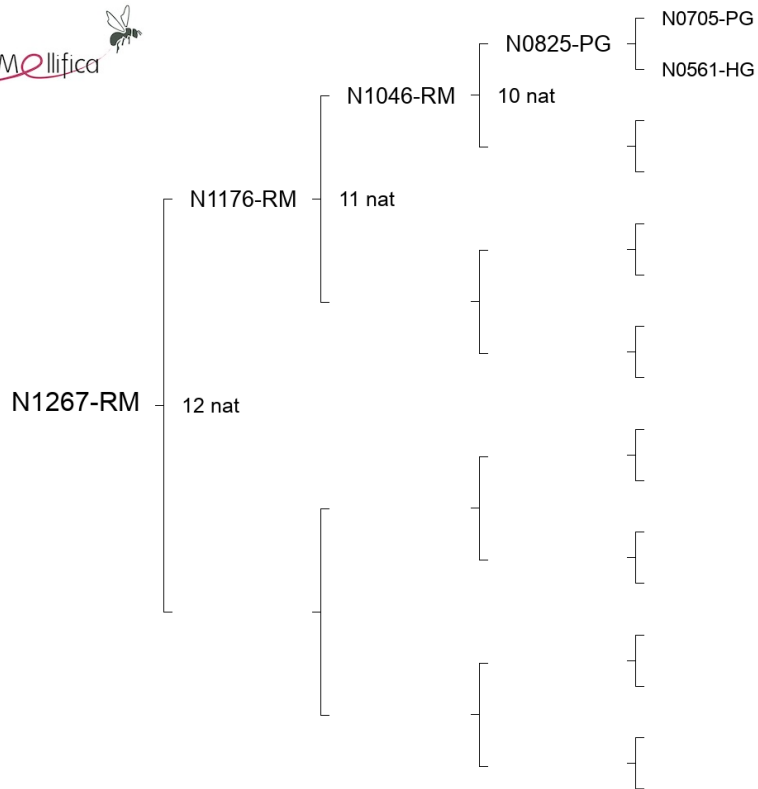 Mellifica
N0705-PG
N0825-PG
N0561-HG
N1046-RM
10 nat
N1176-RM
11 nat
N1267-RM
12 nat